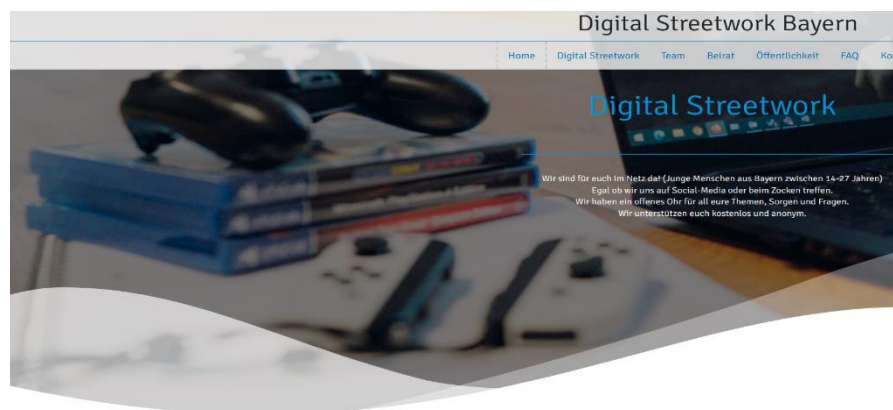 Digital Streetwork Bayern
Home Digital Streetwork Team Beirat Öffentlichkeit FAQ Ko
Digital Streetwork
Wir sind für euch im Netz da! (Junge Menschen aus Bayern zwischen 14-27 Jahren)
Egal ob wir uns auf Social-Media oder beim Zocken treffen.
Wir haben ein offenes Ohr für all eure Themen, Sorgen und Fragen.
Wir unterstützen euch kostenlos und anonym.